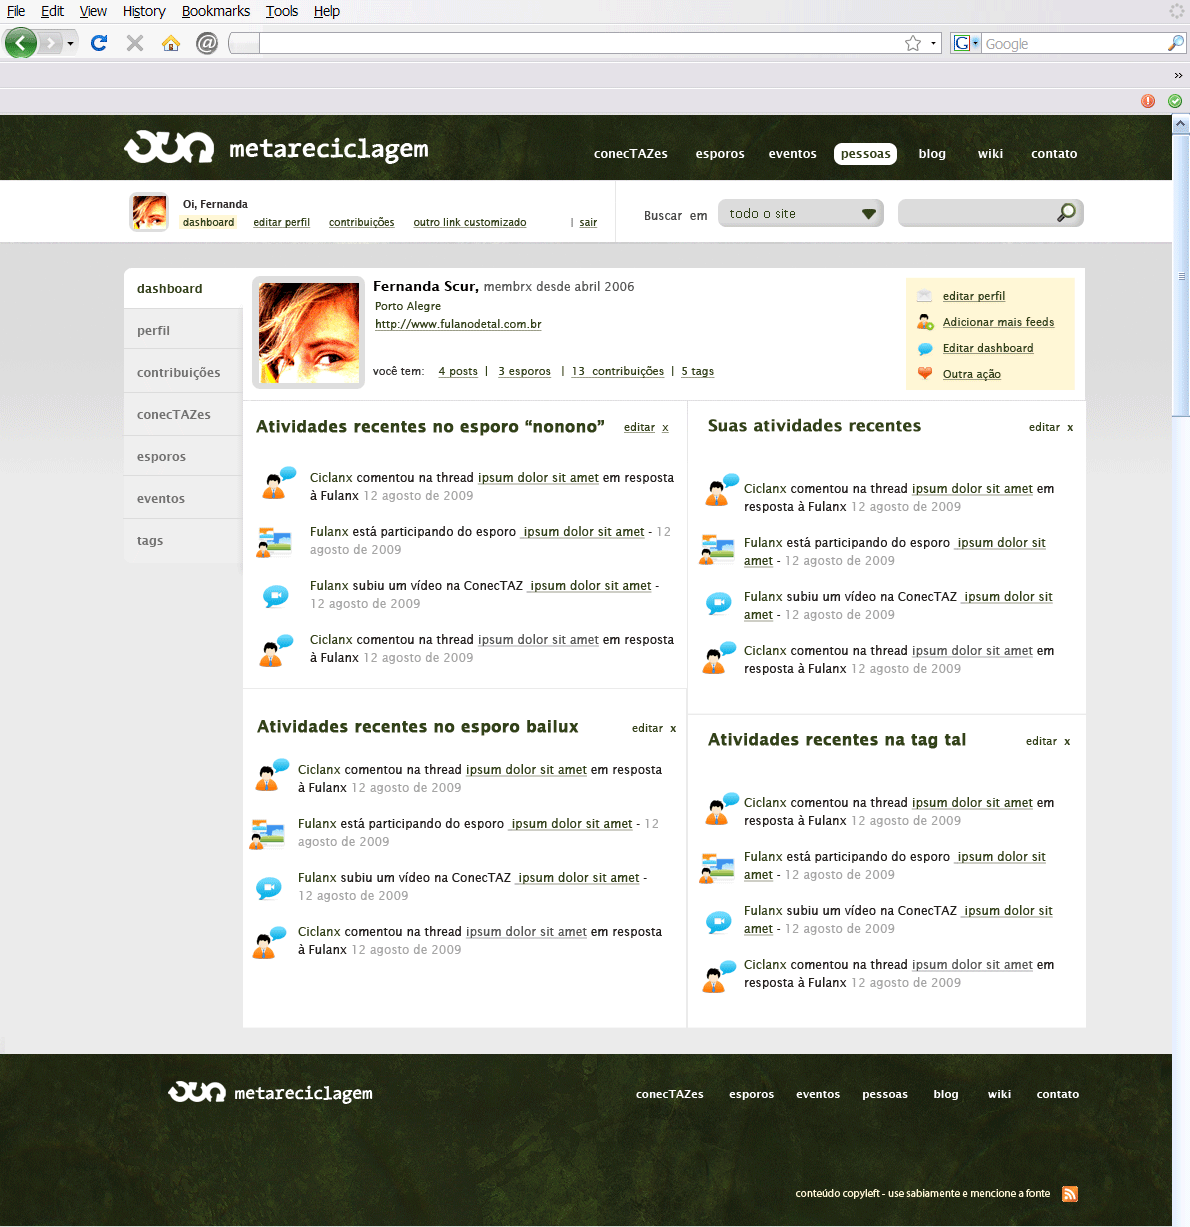 File Edit View History Bookmarks Tools Help
G Google
»
metareciclagem
conecTAZes esporos eventos pessoas blog wiki contato
Oi, Fernanda
dashboard editar perfil contribuições outro link customizado | sair
Buscar em todo o site
dashboard
perfil
contribuições
conecTAZes
esporos
eventos
tags
Fernanda Scur, membrx desde abril 2006
Porto Alegre
http://www.fulanodetal.com.br
você tem: 4 posts | 3 esporos | 13 contribuições | 5 tags
editar perfil
Adicionar mais feeds
Editar dashboard
Outra ação
Atividades recentes no esporo “nonono” editar x
Ciclanx comentou na thread ipsum dolor sit amet em resposta
à Fulanx 12 agosto de 2009
Fulanx está participando do esporo ipsum dolor sit amet - 12
agosto de 2009
Fulanx subiu um vídeo na ConecTAZ ipsum dolor sit amet -
12 agosto de 2009
Ciclanx comentou na thread ipsum dolor sit amet em resposta
à Fulanx 12 agosto de 2009
Suas atividades recentes editar x
Ciclanx comentou na thread ipsum dolor sit amet em
resposta à Fulanx 12 agosto de 2009
Fulanx está participando do esporo ipsum dolor sit
amet - 12 agosto de 2009
Fulanx subiu um vídeo na ConecTAZ ipsum dolor sit
amet - 12 agosto de 2009
Ciclanx comentou na thread ipsum dolor sit amet em
resposta à Fulanx 12 agosto de 2009
Atividades recentes no esporo bailux editar x
Ciclanx comentou na thread ipsum dolor sit amet em resposta
à Fulanx 12 agosto de 2009
Fulanx está participando do esporo ipsum dolor sit amet - 12
agosto de 2009
Fulanx subiu um vídeo na ConecTAZ ipsum dolor sit amet -
12 agosto de 2009
Ciclanx comentou na thread ipsum dolor sit amet em resposta
à Fulanx 12 agosto de 2009
Atividades recentes na tag tal editar x
Ciclanx comentou na thread ipsum dolor sit amet em
resposta à Fulanx 12 agosto de 2009
Fulanx está participando do esporo ipsum dolor sit
amet - 12 agosto de 2009
Fulanx subiu um vídeo na ConecTAZ ipsum dolor sit
amet - 12 agosto de 2009
Ciclanx comentou na thread ipsum dolor sit amet em
resposta à Fulanx 12 agosto de 2009
metareciclagem
conecTAZes esporos eventos pessoas blog wiki contato
conteúdo copyleft - use sabiamente e mencione a fonte